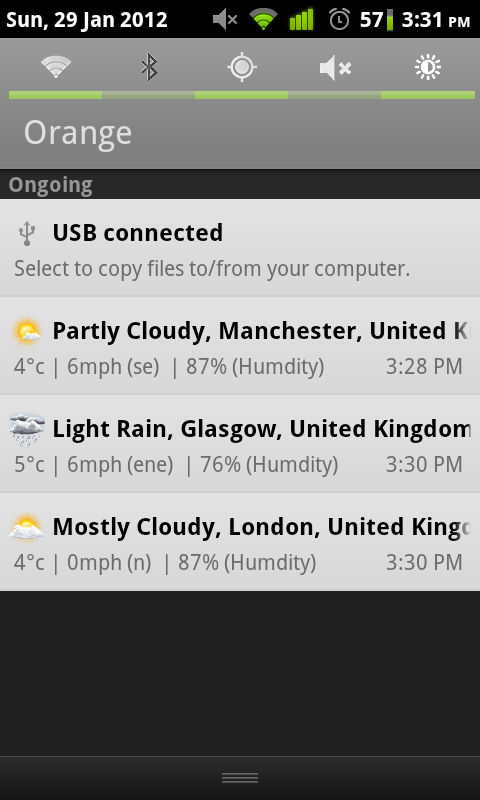 Sun, 29 Jan 2012 57 3:31 PM
Orange
Ongoing
USB connected
Select to copy files to/from your computer.
Partly Cloudy, Manchester, United K
4°c | 6mph (se) | 87% (Humdity) 3:28 PM
Light Rain, Glasgow, United Kingdom
5°c | 6mph (ene) | 76% (Humdity) 3:30 PM
Mostly Cloudy, London, United Kingd
4°c | 0mph (n) | 87% (Humdity) 3:30 PM